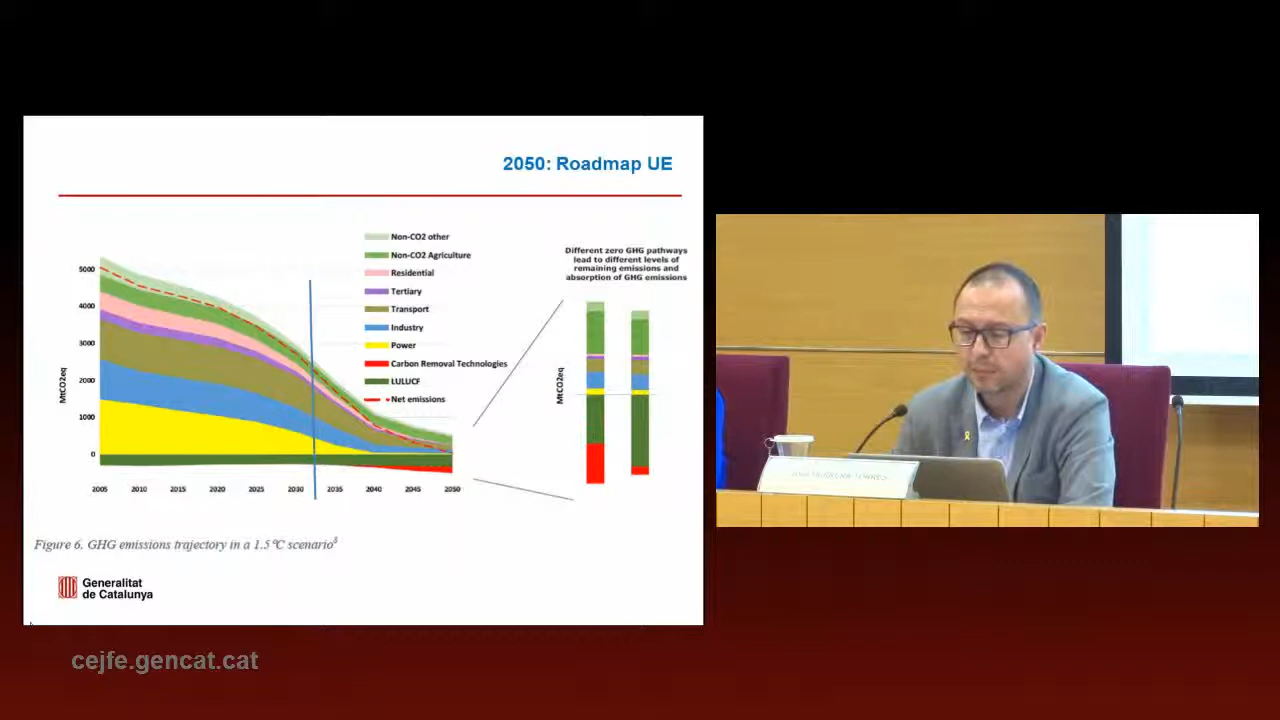 2050: Roadmap UE
Non-CO2 other
Non-CO2 Agriculture
Residential
Tertiary
Transport
Industry
Power
Carbon Removal Technologies
LULUCF
Net emissions
MtCO2eq
5000
4000
3000
2000
1000
0
2005 2010 2015 2020 2025 2030 2035 2040 2045 2050
Different zero GHG pathways
lead to different levels of
remaining emissions and
absorption of GHG emissions
MtCO2eq
Figure 6. GHG emissions trajectory in a 1.5°C scenario⁸
Generalitat
de Catalunya
cejfe.gencat.cat